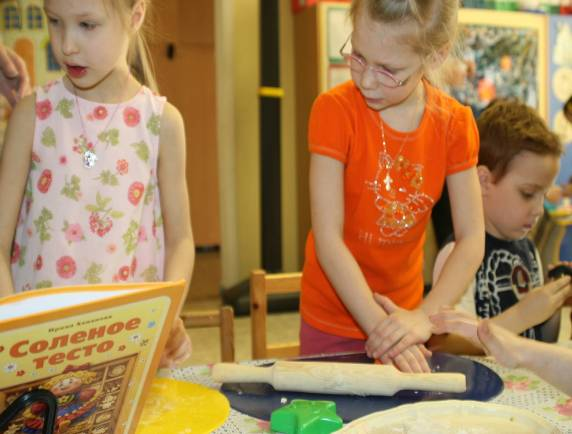 Ирина Хананова
Соленое
тесто